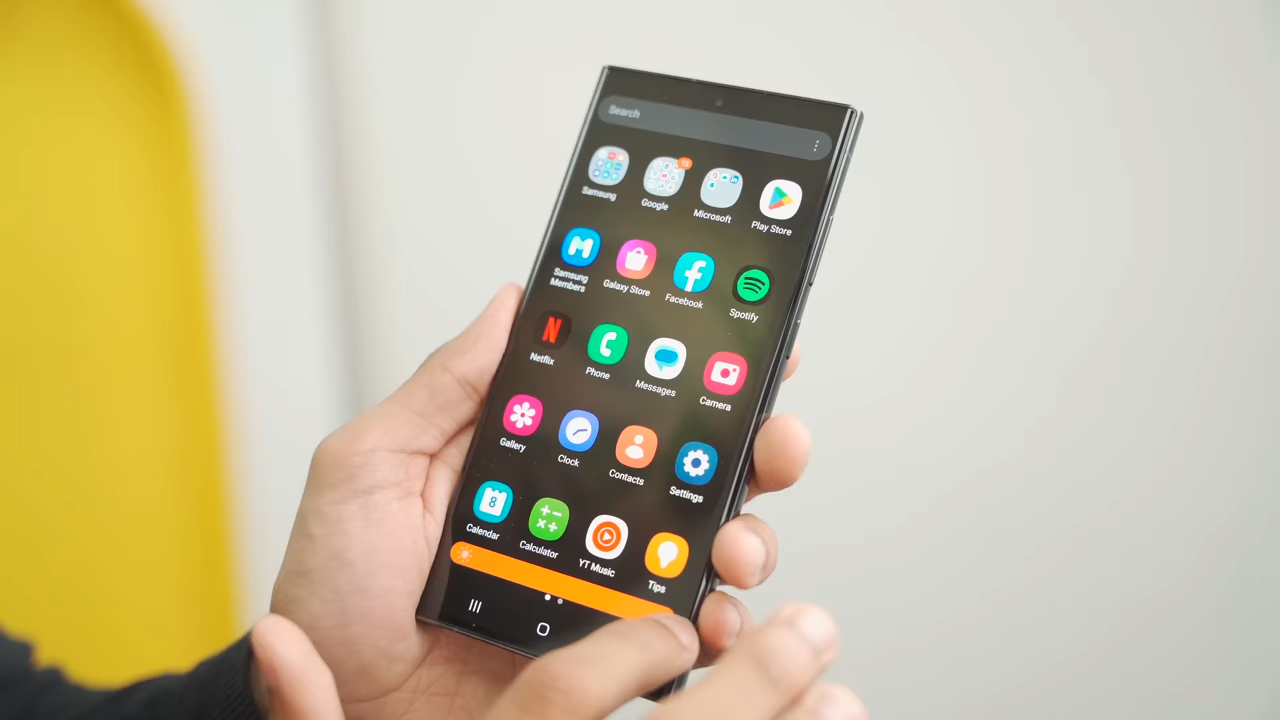 Search
Samsung
Google
Microsoft
Play Store
Samsung
Members
Galaxy Store
Facebook
Spotify
Netflix
Phone
Messages
Camera
Gallery
Clock
Contacts
Settings
8
Calendar
Calculator
YT Music
Tips